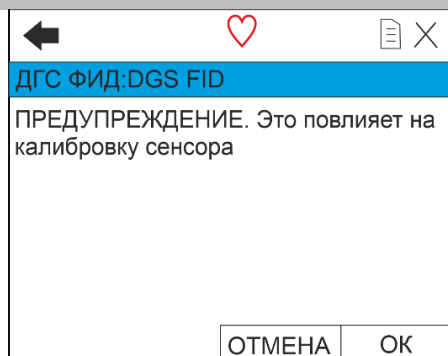 ДГС ФИД:DGS FID
ПРЕДУПРЕЖДЕНИЕ. Это повлияет на
калибровку сенсора
ОТМЕНА ОК